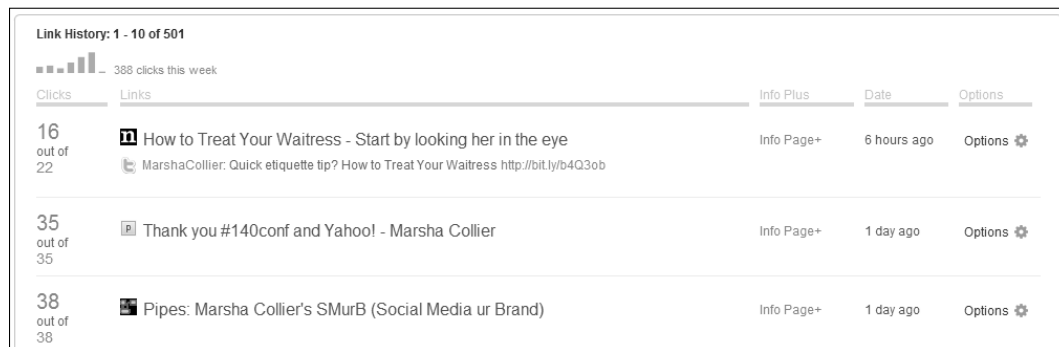 Link History: 1 - 10 of 501
388 clicks this week
Clicks Links Info Plus Date Options
16 out of 22
n How to Treat Your Waitress - Start by looking her in the eye Info Page+ 6 hours ago Options
MarshaCollier: Quick etiquette tip? How to Treat Your Waitress http://bit.ly/b4Q3ob
35 out of 35
P Thank you #140conf and Yahoo! - Marsha Collier Info Page+ 1 day ago Options
38 out of 38
Pipes: Marsha Collier's SMurB (Social Media ur Brand) Info Page+ 1 day ago Options